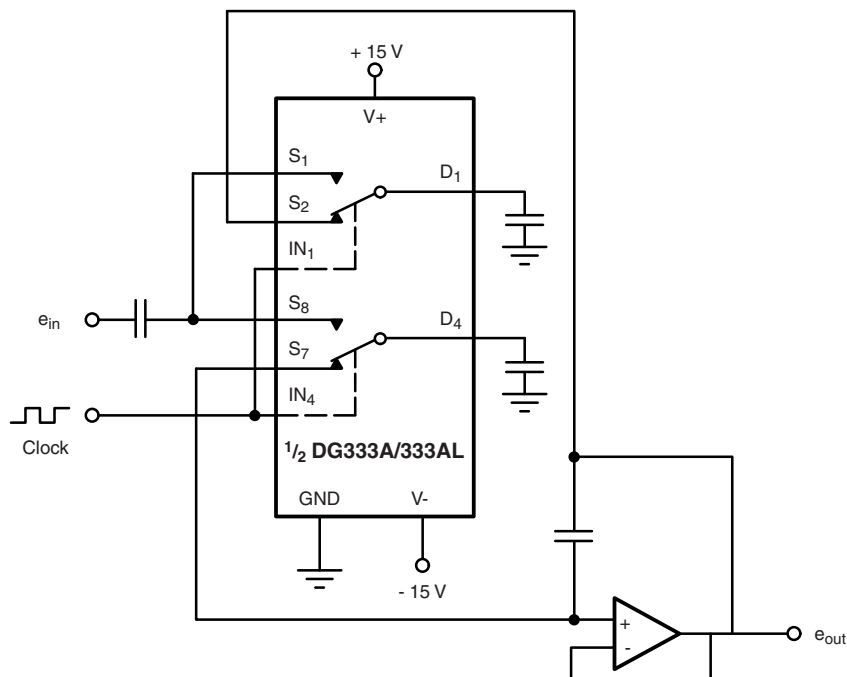 + 15 V
V+
S1
D1
S2
IN1
ein
S8
D4
S7
IN4
Clock
1/2 DG333A/333AL
GND
V-
- 15 V
+
-
eout